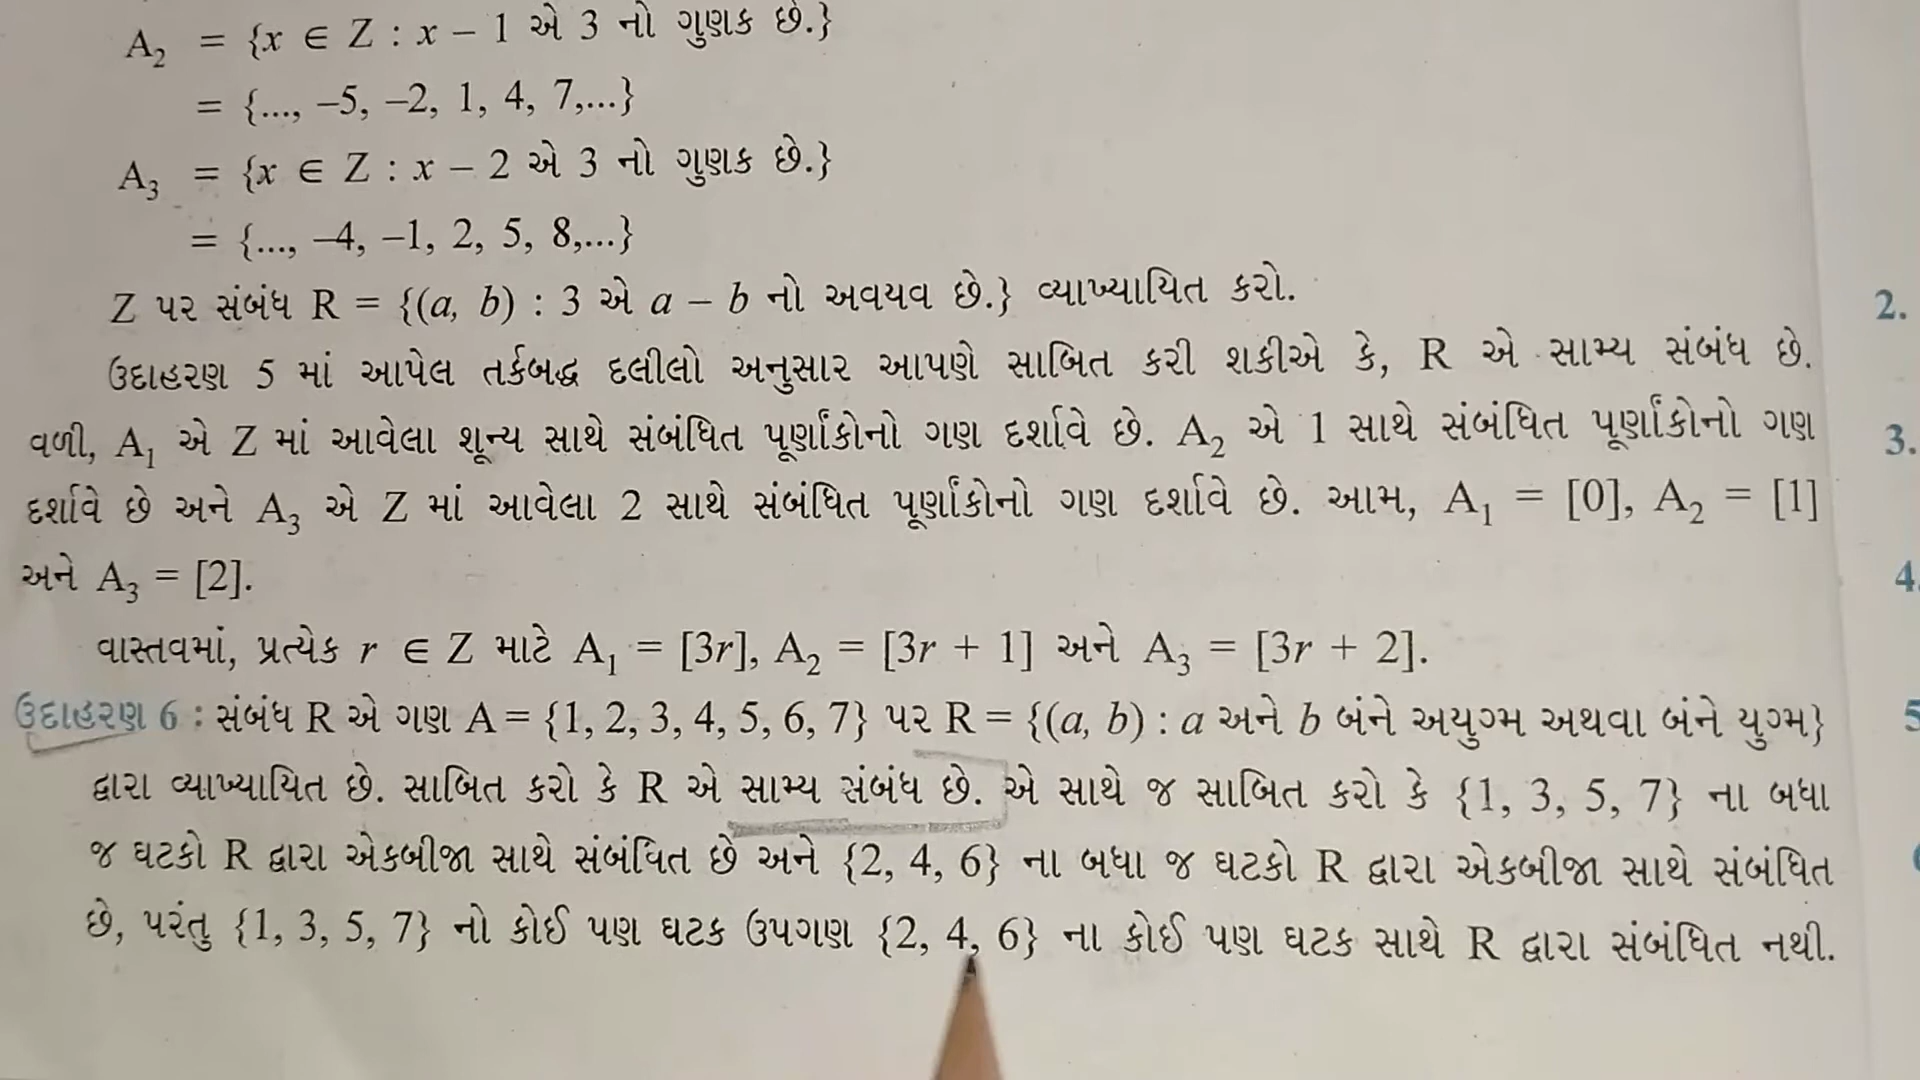 A₂ = {x ∈ Z : x – 1 એ 3 નો ગુણક છે.}
= {..., –5, –2, 1, 4, 7,...}
A₃ = {x ∈ Z : x – 2 એ 3 નો ગુણક છે.}
= {..., –4, –1, 2, 5, 8,...}
Z પર સંબંધ R = {(a, b) : 3 એ a – b નો અવયવ છે.} વ્યાખ્યાયિત કરો.
ઉદાહરણ 5 માં આપેલ તર્કબદ્ધ દલીલો અનુસાર આપણે સાબિત કરી શકીએ કે, R એ સામ્ય સંબંધ છે.
વળી, A₁ એ Z માં આવેલા શૂન્ય સાથે સંબંધિત પૂર્ણાંકોનો ગણ દર્શાવે છે. A₂ એ 1 સાથે સંબંધિત પૂર્ણાંકોનો ગણ
દર્શાવે છે અને A₃ એ Z માં આવેલા 2 સાથે સંબંધિત પૂર્ણાંકોનો ગણ દર્શાવે છે. આમ, A₁ = [0], A₂ = [1]
અને A₃ = [2].
વાસ્તવમાં, પ્રત્યેક r ∈ Z માટે A₁ = [3r], A₂ = [3r + 1] અને A₃ = [3r + 2].
ઉદાહરણ 6 : સંબંધ R એ ગણ A = {1, 2, 3, 4, 5, 6, 7} પર R = {(a, b) : a અને b બંને અયુગ્મ અથવા બંને યુગ્મ}
દ્વારા વ્યાખ્યાયિત છે. સાબિત કરો કે R એ સામ્ય સંબંધ છે. એ સાથે જ સાબિત કરો કે {1, 3, 5, 7} ના બધા
જ ઘટકો R દ્વારા એકબીજા સાથે સંબંધિત છે અને {2, 4, 6} ના બધા જ ઘટકો R દ્વારા એકબીજા સાથે સંબંધિત
છે, પરંતુ {1, 3, 5, 7} નો કોઈ પણ ઘટક ઉપગણ {2, 4, 6} ના કોઈ પણ ઘટક સાથે R દ્વારા સંબંધિત નથી.
2.
3.
4.
5